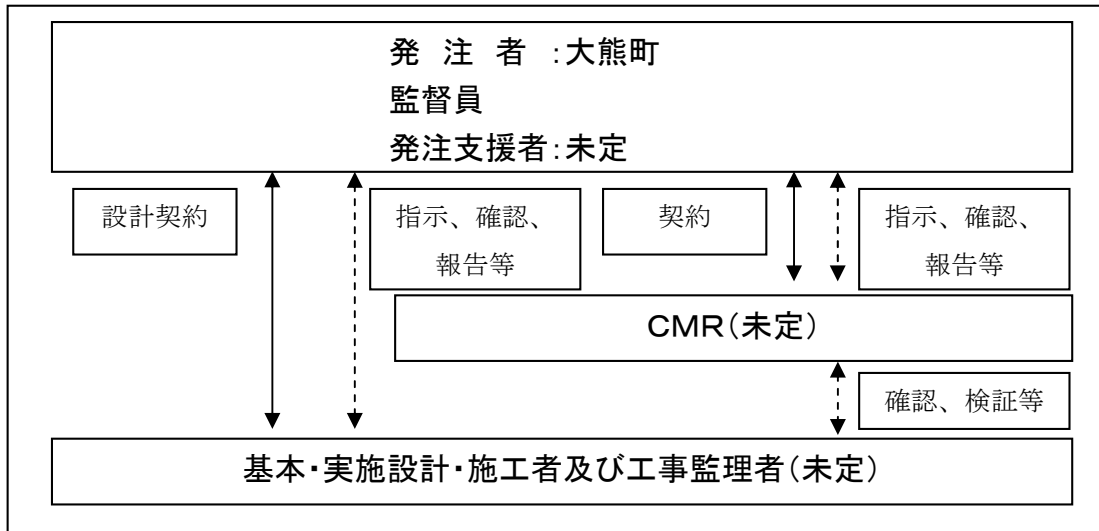 発 注 者 :大熊町
監督員
発注支援者:未定
設計契約
指示、確認、
報告等
契約
指示、確認、
報告等
CMR(未定)
確認、検証等
基本・実施設計・施工者及び工事監理者(未定)